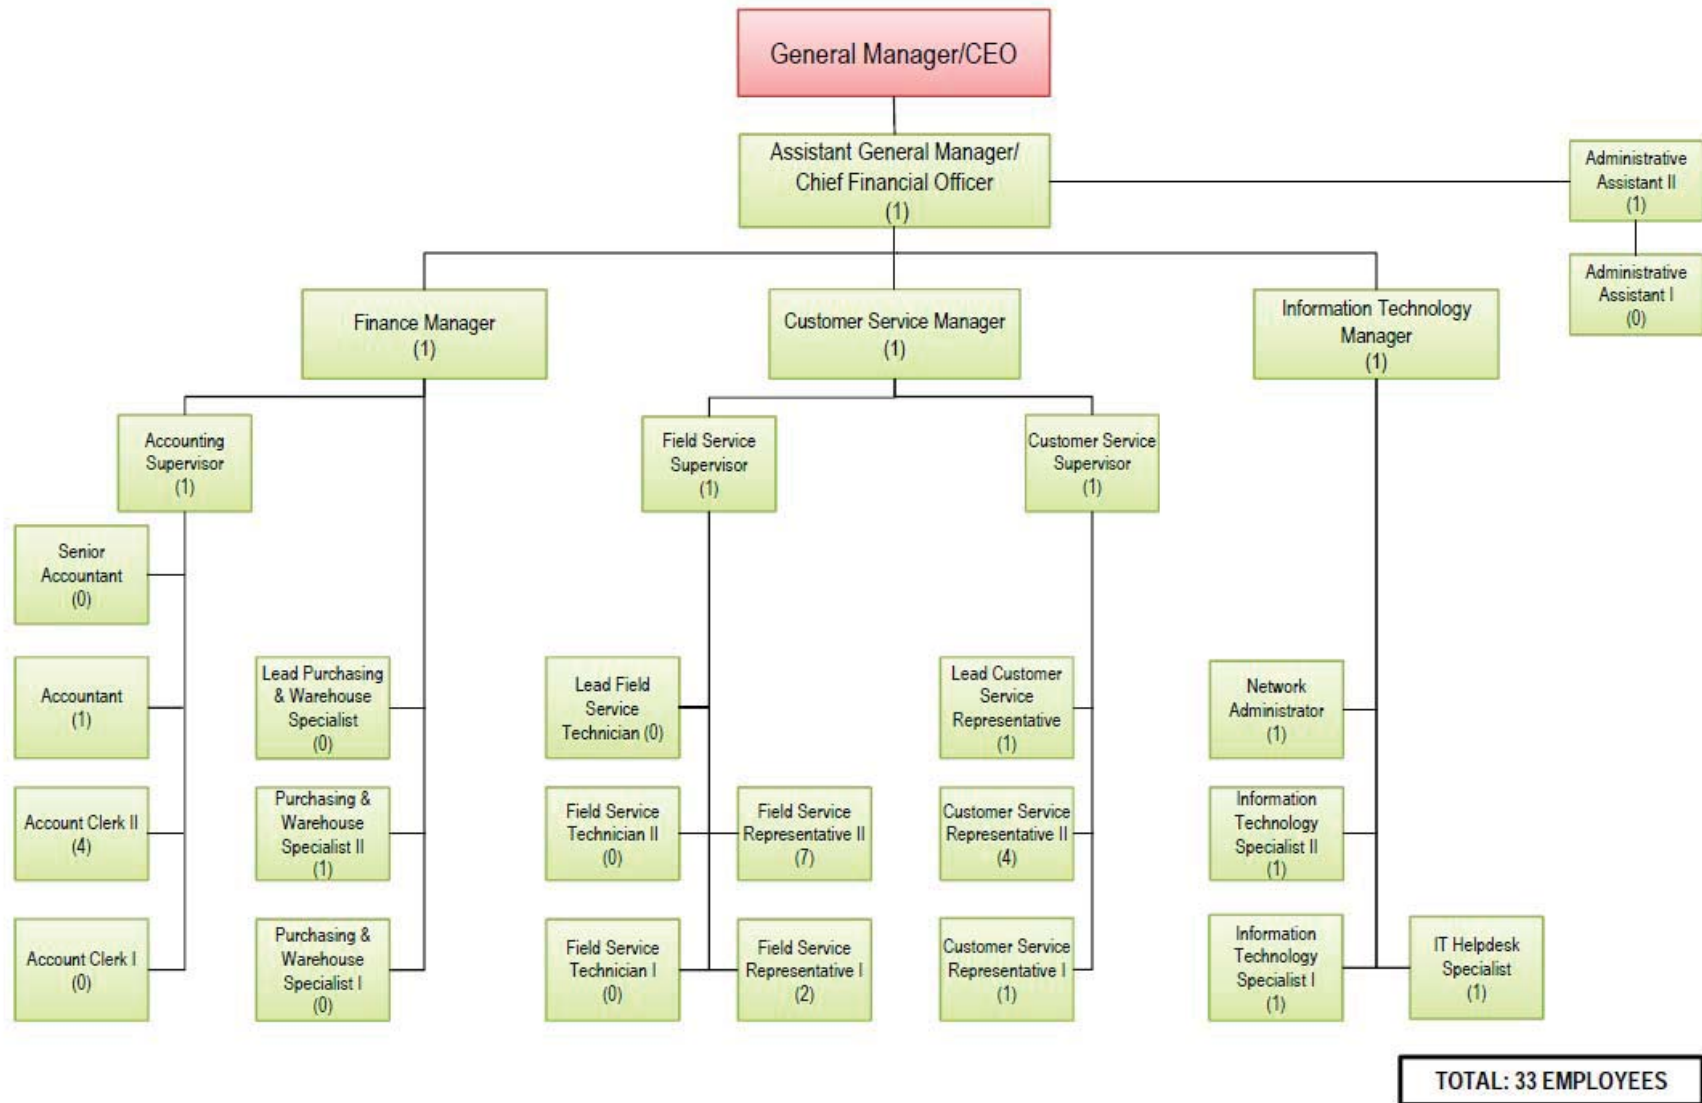 General Manager/CEO
Assistant General Manager/
Chief Financial Officer
(1)
Administrative
Assistant II
(1)
Administrative
Assistant I
(0)
Finance Manager
(1)
Customer Service Manager
(1)
Information Technology
Manager
(1)
Accounting
Supervisor
(1)
Field Service
Supervisor
(1)
Customer Service
Supervisor
(1)
Senior
Accountant
(0)
Accountant
(1)
Account Clerk II
(4)
Account Clerk I
(0)
Lead Purchasing
& Warehouse
Specialist
(0)
Purchasing &
Warehouse
Specialist II
(1)
Purchasing &
Warehouse
Specialist I
(0)
Lead Field
Service
Technician (0)
Field Service
Technician II
(0)
Field Service
Technician I
(0)
Field Service
Representative II
(7)
Field Service
Representative I
(2)
Lead Customer
Service
Representative
(1)
Customer Service
Representative II
(4)
Customer Service
Representative I
(1)
Network
Administrator
(1)
Information
Technology
Specialist II
(1)
Information
Technology
Specialist I
(1)
IT Helpdesk
Specialist
(1)
TOTAL: 33 EMPLOYEES